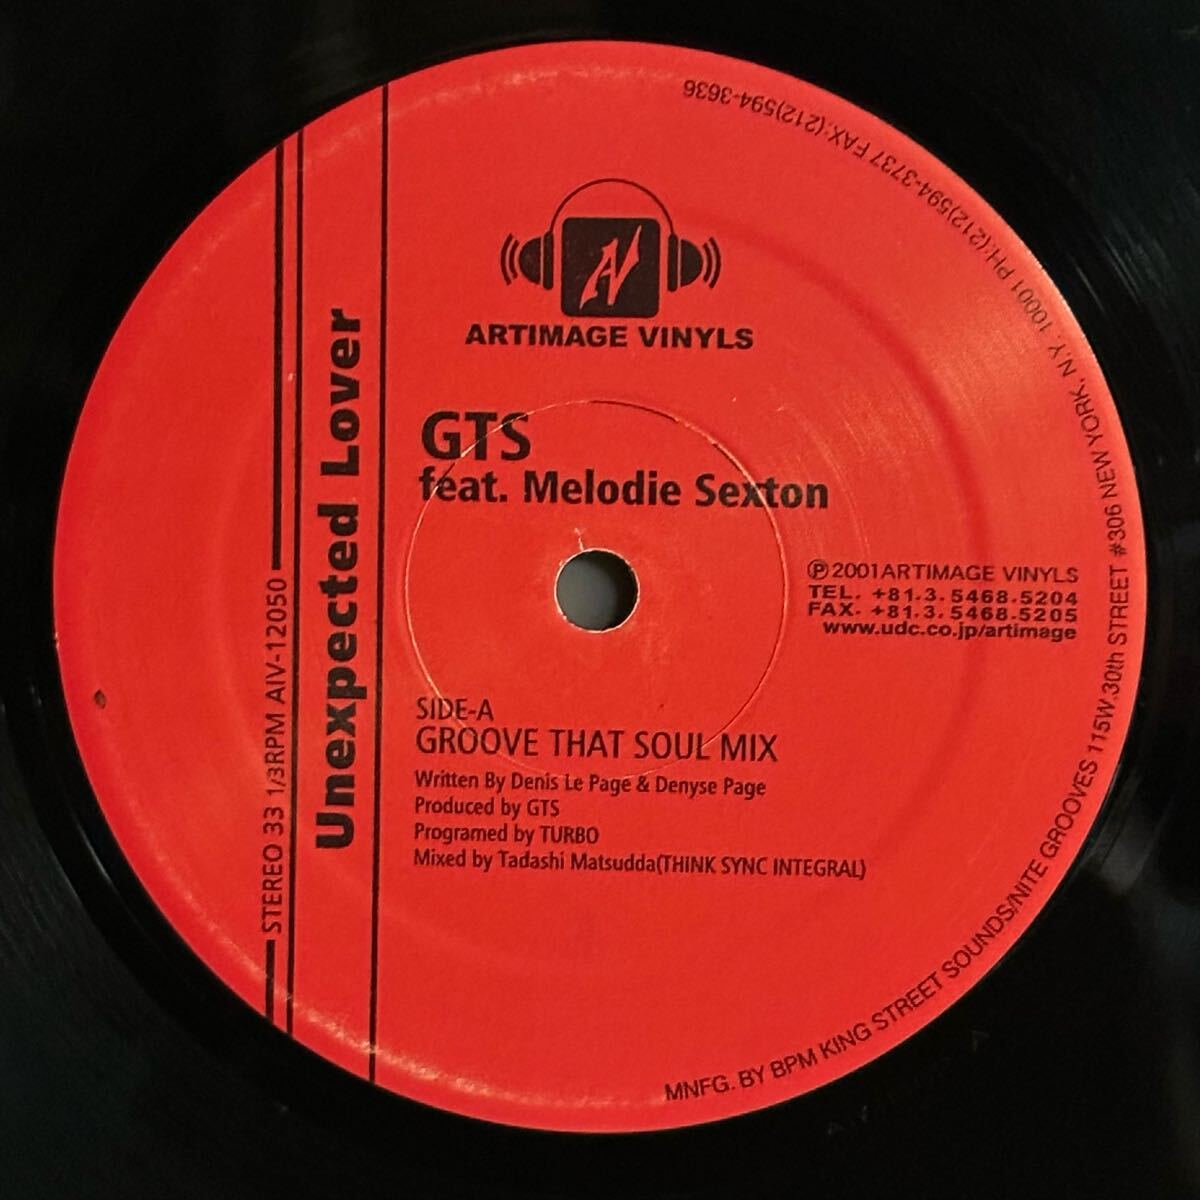 ARTIMAGE VINYLS
GTS
feat. Melodie Sexton
Unexpected Lover
STEREO 33 1/3RPM AIV-12050
℗2001ARTIMAGE VINYLS
TEL. +81.3.5468.5204
FAX. +81.3.5468.5205
www.udc.co.jp/artimage
SIDE-A
GROOVE THAT SOUL MIX
Written By Denis Le Page & Denyse Page
Produced by GTS
Programed by TURBO
Mixed by Tadashi Matsudda(THINK SYNC INTEGRAL)
MNFG. BY BPM KING STREET SOUNDS/NITE GROOVES 115W.30th STREET #306 NEW YORK, N.Y. 10001 PH:(212)594-3737 FAX:(212)594-3636